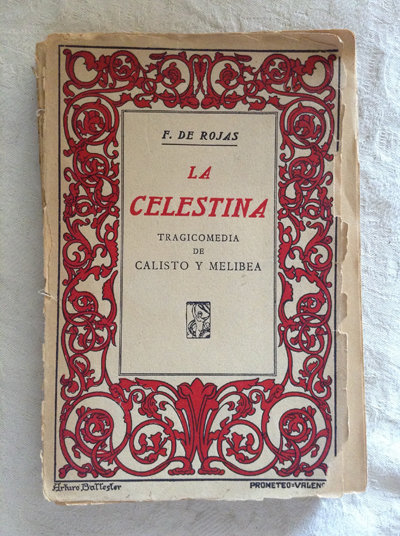 F. DE ROJAS
LA
CELESTINA
TRAGICOMEDIA
DE
CALISTO Y MELIBEA
Arturo Ballester
PROMETEO=VALENC